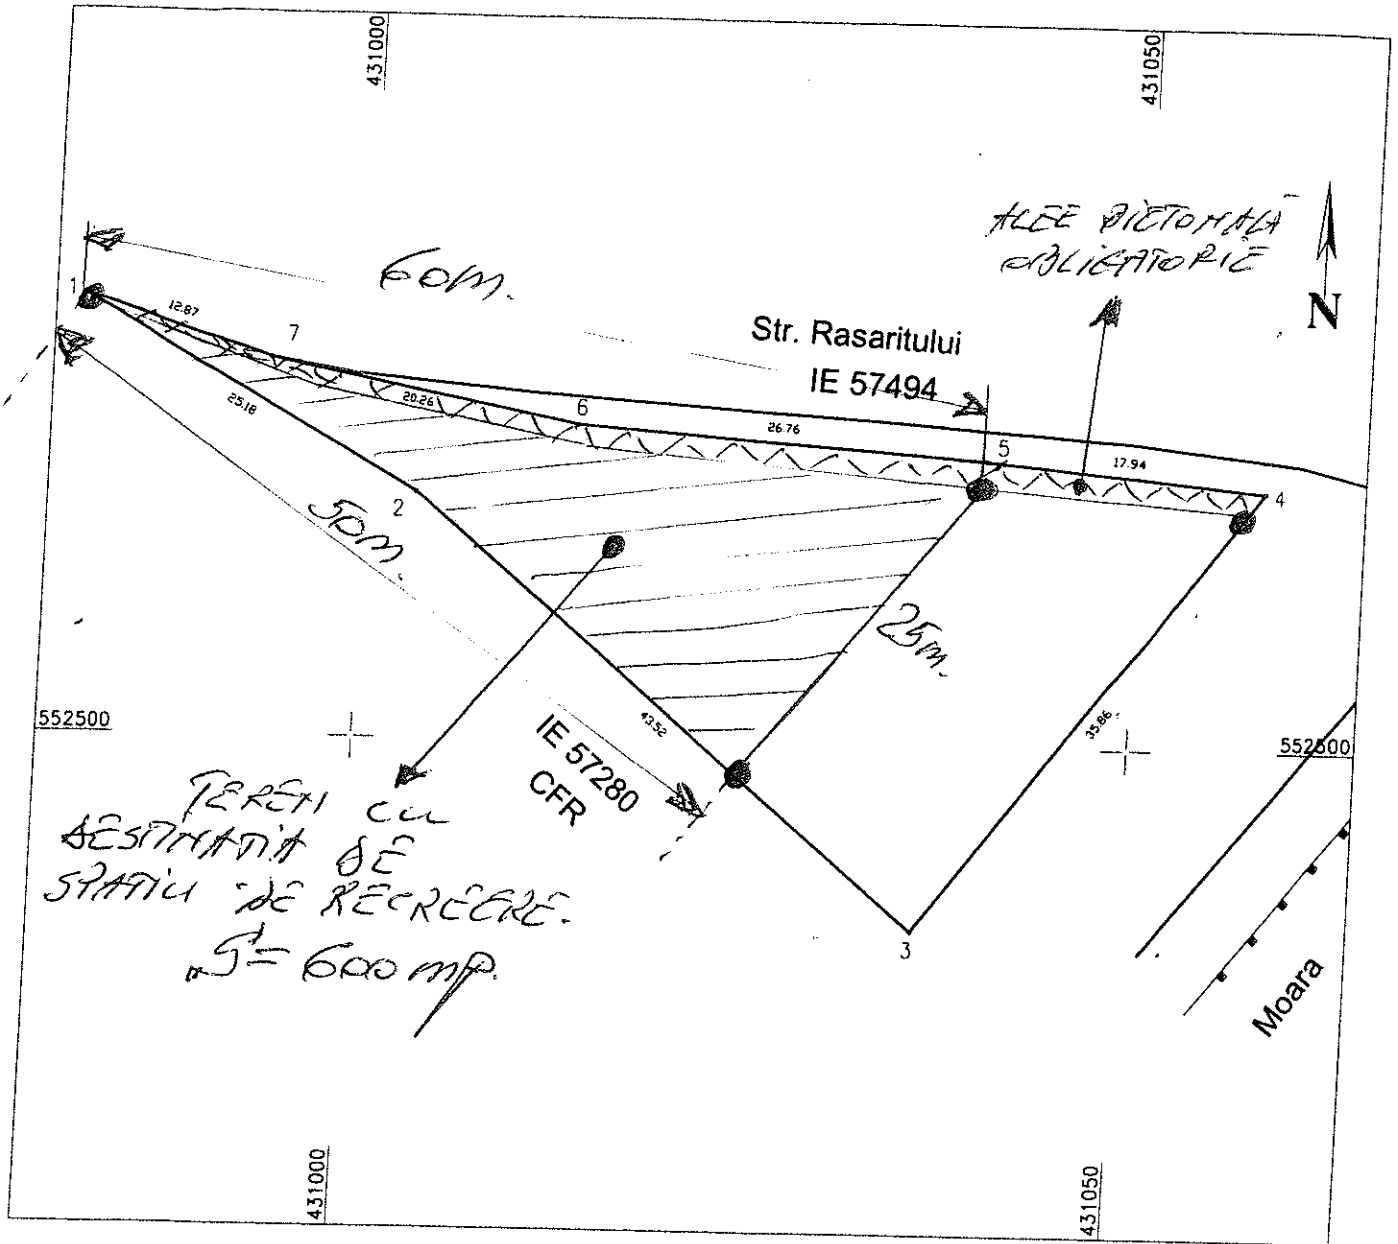 431000
431050
ALEE PIETONALĂ
OBLIGATORIE
N
60m.
1
12.87
7
Str. Rasaritului
IE 57494
25.18
20.26
6
26.76
5
17.94
4
2
50m.
25m.
43.52
35.86
552500
552500
IE 57280
CFR
TEREN CU
DESTINATIA DE
SPATIU DE RECREERE.
S = 600 mp.
3
Moara
431000
431050